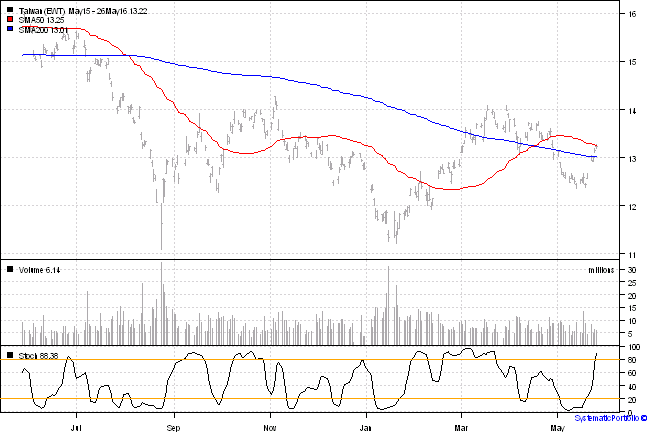 Taiwan (EWT) May15 - 26May16 13.22
SMA50 13.25
SMA200 13.01
16
15
14
13
12
11
Volume 6.14
millions
30
25
20
15
10
5
Stoch 88.38
100
80
60
40
20
0
Jul
Sep
Nov
Jan
Mar
May
SystematicPortfolio ©